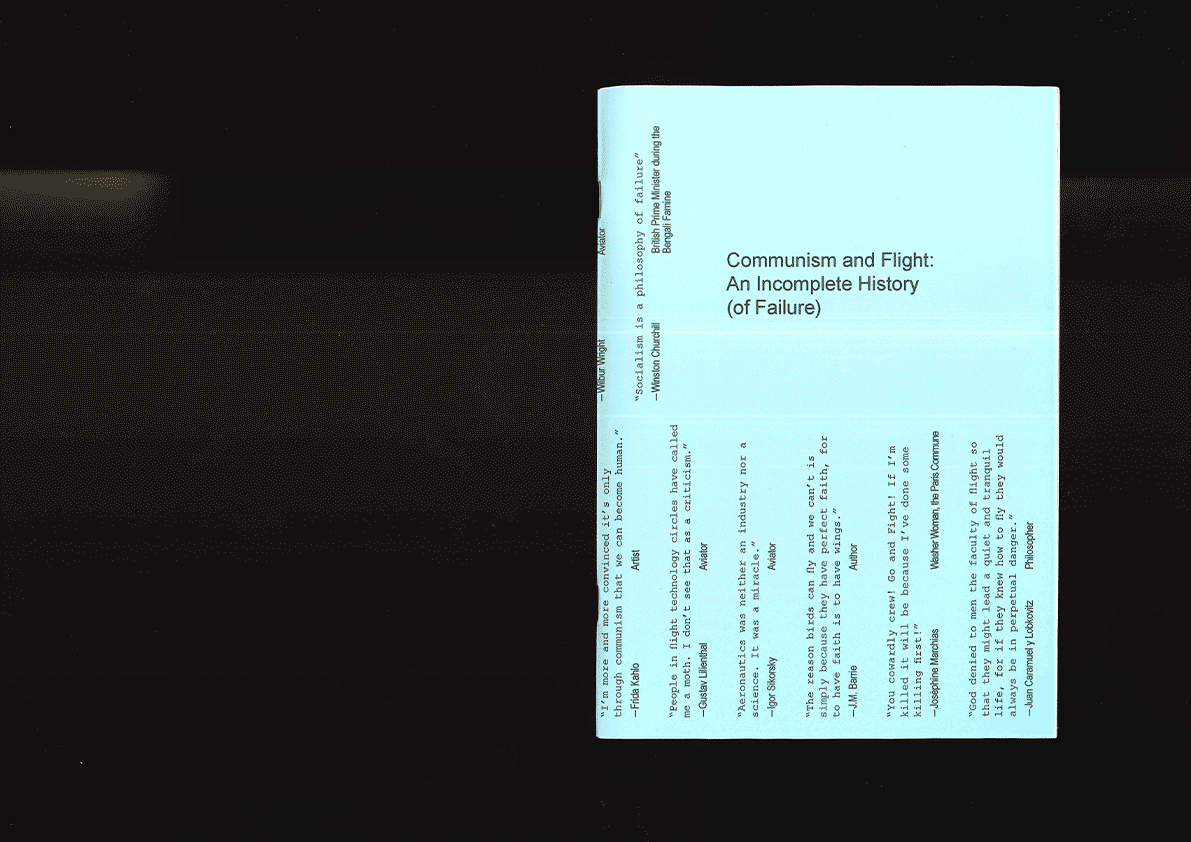 Communism and Flight:
An Incomplete History
(of Failure)
—Wilbur Wright Aviator
"Socialism is a philosophy of failure"
—Winston Churchill British Prime Minister during the
Bengali Famine
"I'm more and more convinced it's only
through communism that we can become human."
—Frida Kahlo Artist
"People in flight technology circles have called
me a moth. I don't see that as a criticism."
—Gustav Lilienthal Aviator
"Aeronautics was neither an industry nor a
science. It was a miracle."
—Igor Sikorsky Aviator
"The reason birds can fly and we can't is
simply because they have perfect faith, for
to have faith is to have wings."
—J.M. Barrie Author
"You cowardly crew! Go and Fight! If I'm
killed it will be because I've done some
killing first!"
—Joséphine Marchias Washer Woman, the Paris Commune
"God denied to men the faculty of flight so
that they might lead a quiet and tranquil
life, for if they knew how to fly they would
always be in perpetual danger."
—Juan Caramuel y Lobkovitz Philosopher